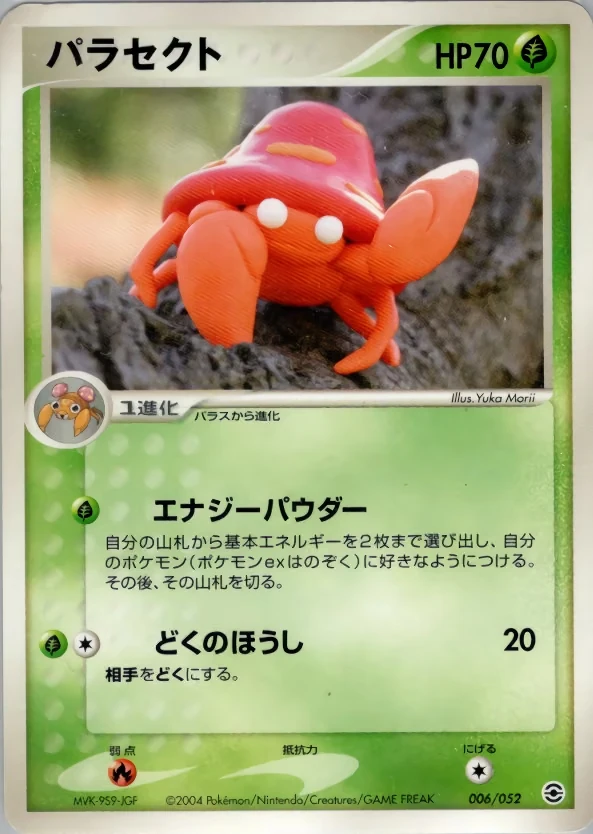 パラセクト
HP70
Illus.Yuka Morii
1進化
パラスから進化
エナジーパウダー
自分の山札から基本エネルギーを2枚まで選び出し、自分
のポケモン(ポケモンexはのぞく)に好きなようにつける。
その後、その山札を切る。
どくのほうし 20
相手をどくにする。
弱点 抵抗力 にげる
MVK-9S9-JGF ©2004 Pokémon/Nintendo/Creatures/GAME FREAK 006/052